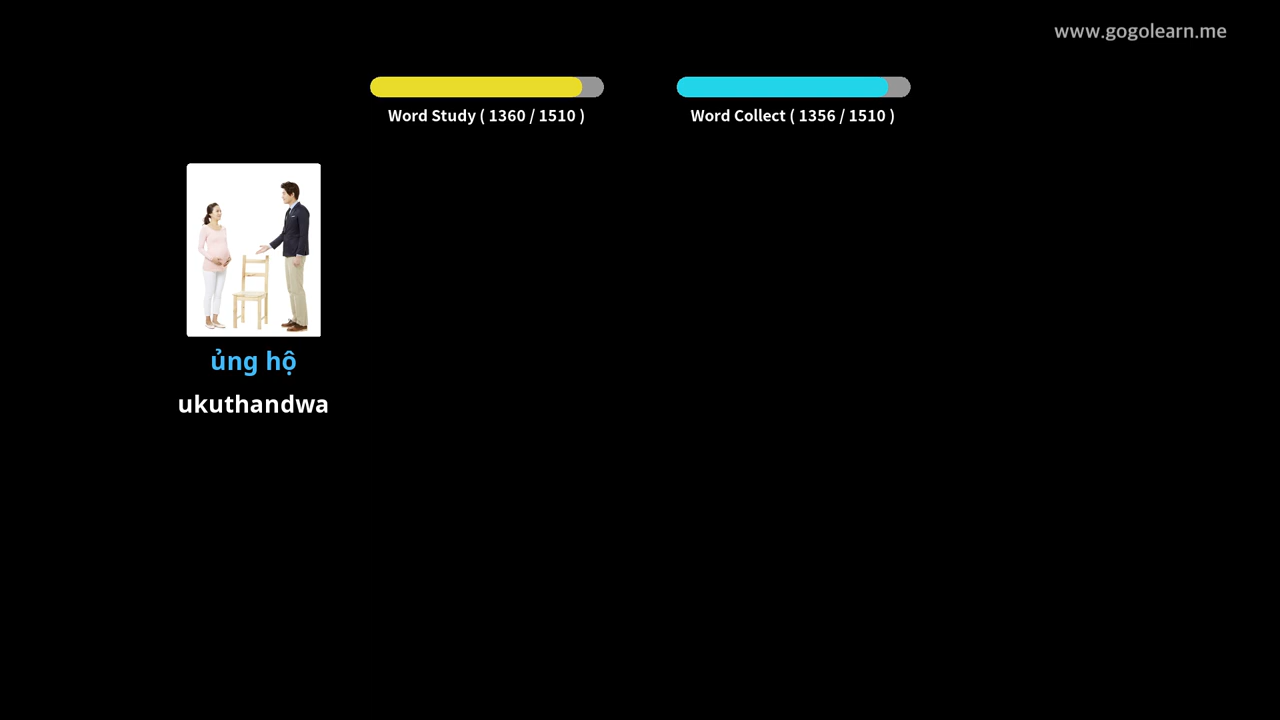 www.gogolearn.me
Word Study ( 1360 / 1510 )
Word Collect ( 1356 / 1510 )
ủng hộ
ukuthandwa